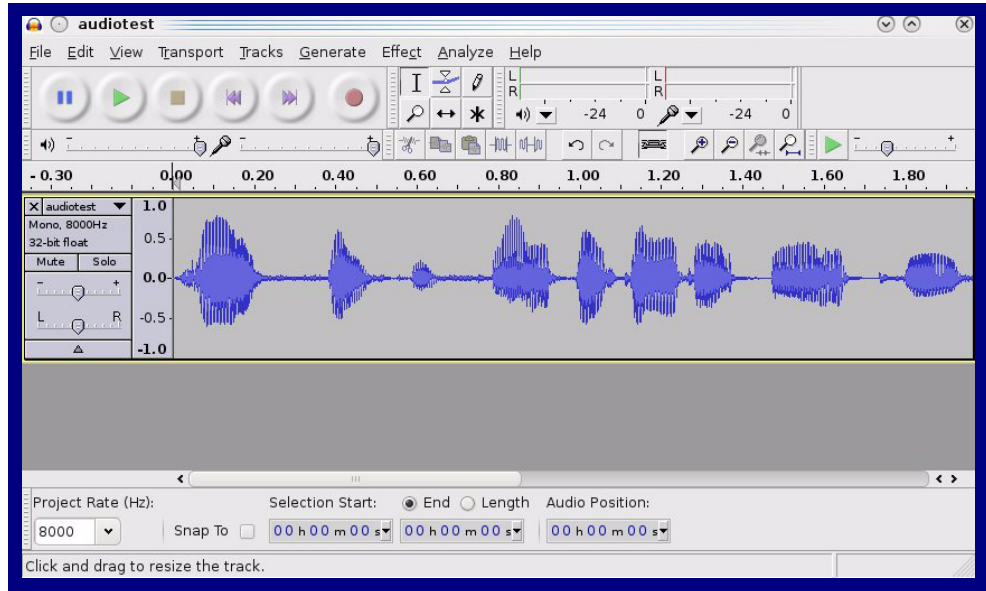 audiotest
File Edit View Transport Tracks Generate Effect Analyze Help
L
R
L
R
-24 0 -24 0
- +
- +
- +
- 0.30 0.00 0.20 0.40 0.60 0.80 1.00 1.20 1.40 1.60 1.80
X audiotest 1.0
Mono, 8000Hz
32-bit float 0.5
Mute Solo
- + 0.0
L R -0.5
-1.0
Project Rate (Hz): Selection Start: End Length Audio Position:
8000 Snap To 00 h 00 m 00 s 00 h 00 m 00 s 00 h 00 m 00 s
Click and drag to resize the track.